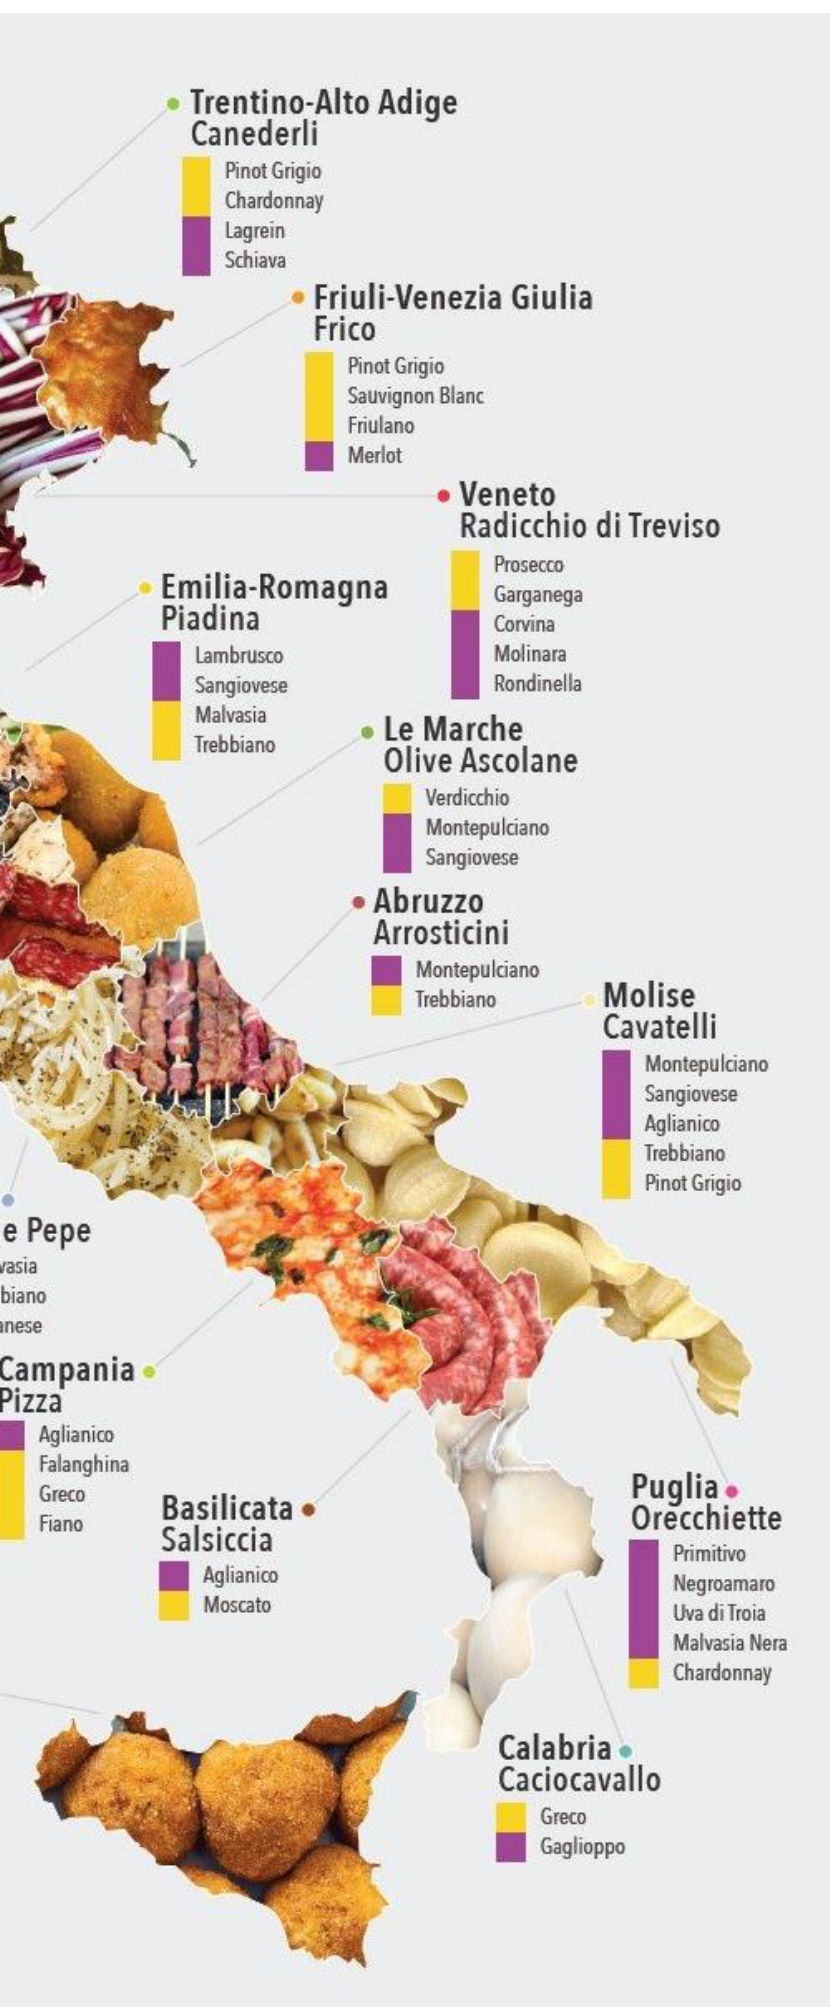 Trentino-Alto Adige
Canederli
Pinot Grigio
Chardonnay
Lagrein
Schiava
Friuli-Venezia Giulia
Frico
Pinot Grigio
Sauvignon Blanc
Friulano
Merlot
Veneto
Radicchio di Treviso
Prosecco
Garganega
Corvina
Molinara
Rondinella
Emilia-Romagna
Piadina
Lambrusco
Sangiovese
Malvasia
Trebbiano
Le Marche
Olive Ascolane
Verdicchio
Montepulciano
Sangiovese
Abruzzo
Arrosticini
Montepulciano
Trebbiano
Molise
Cavatelli
Montepulciano
Sangiovese
Aglianico
Trebbiano
Pinot Grigio
e Pepe
vasia
biano
anese
Campania
Pizza
Aglianico
Falanghina
Greco
Fiano
Basilicata
Salsiccia
Aglianico
Moscato
Puglia
Orecchiette
Primitivo
Negroamaro
Uva di Troia
Malvasia Nera
Chardonnay
Calabria
Caciocavallo
Greco
Gaglioppo